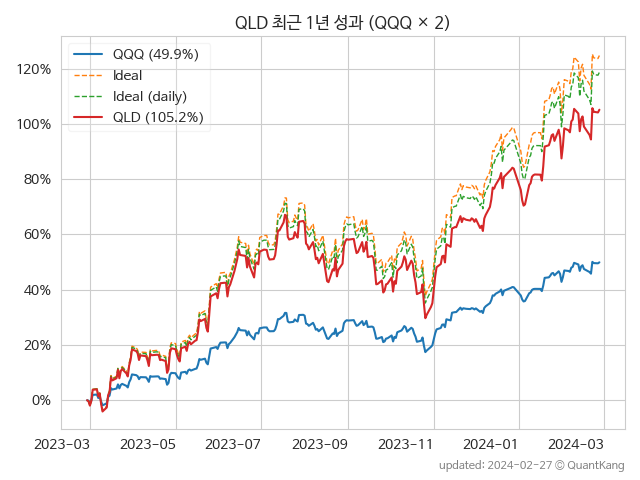 QLD 최근 1년 성과 (QQQ × 2)
QQQ (49.9%)
Ideal
Ideal (daily)
QLD (105.2%)
120%
100%
80%
60%
40%
20%
0%
2023-03 2023-05 2023-07 2023-09 2023-11 2024-01 2024-03
updated: 2024-02-27 © QuantKang